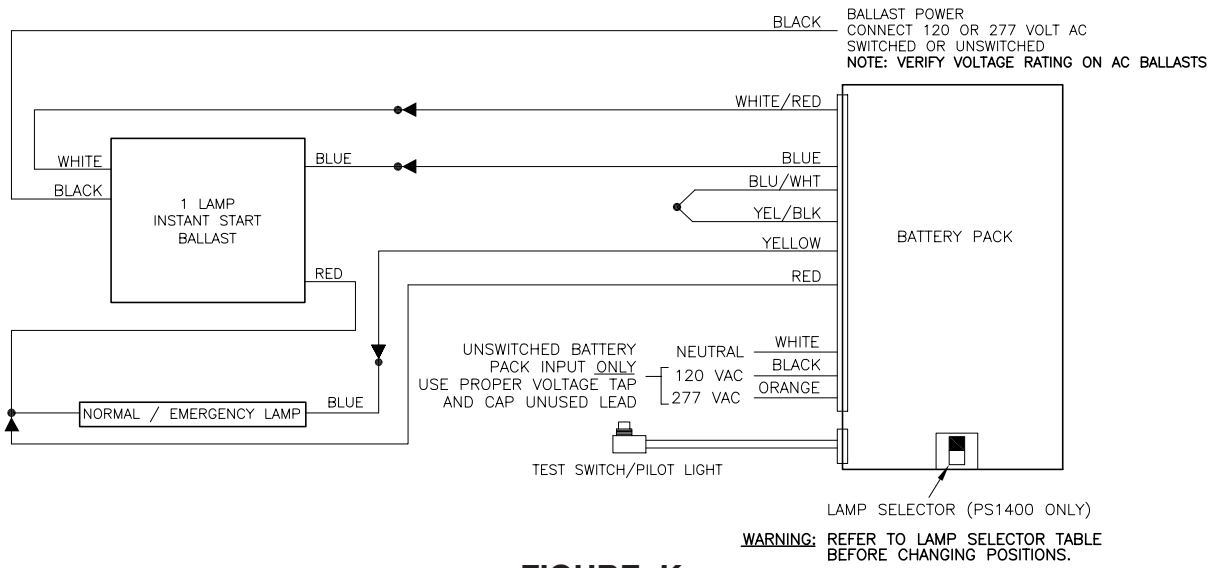 BLACK
BALLAST POWER
CONNECT 120 OR 277 VOLT AC
SWITCHED OR UNSWITCHED
NOTE: VERIFY VOLTAGE RATING ON AC BALLASTS
WHITE/RED
WHITE
BLACK
1 LAMP
INSTANT START
BALLAST
BLUE
RED
BLUE
BLU/WHT
YEL/BLK
YELLOW
RED
BATTERY PACK
UNSWITCHED BATTERY
PACK INPUT ONLY
USE PROPER VOLTAGE TAP
AND CAP UNUSED LEAD
NEUTRAL
120 VAC
277 VAC
WHITE
BLACK
ORANGE
NORMAL / EMERGENCY LAMP
BLUE
TEST SWITCH/PILOT LIGHT
LAMP SELECTOR (PS1400 ONLY)
WARNING: REFER TO LAMP SELECTOR TABLE
BEFORE CHANGING POSITIONS.